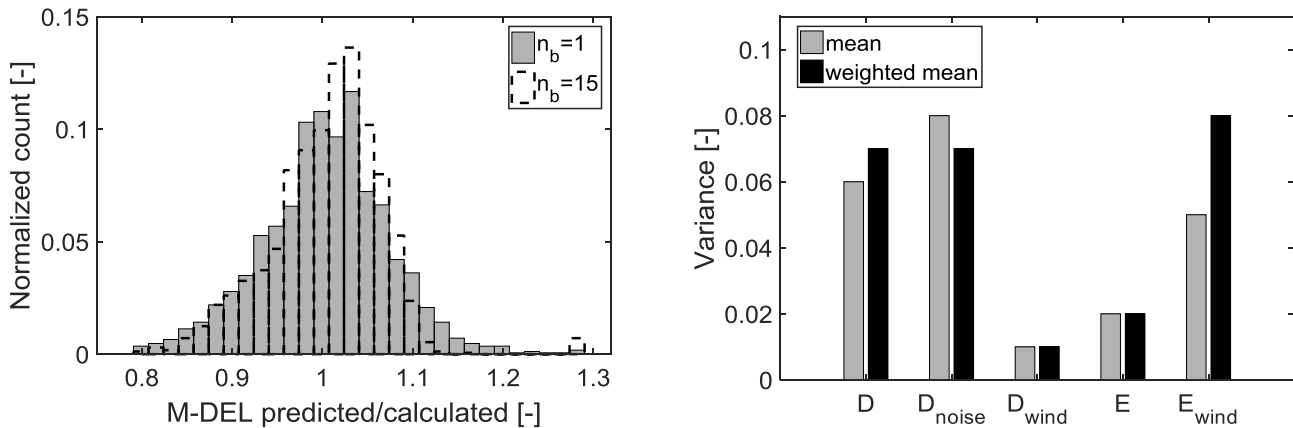 0.15
0.1
0.05
0
Normalized count [-]
n_b=1
n_b=15
0.8 0.9 1 1.1 1.2 1.3
M-DEL predicted/calculated [-]
0.1
0.08
0.06
0.04
0.02
0
Variance [-]
mean
weighted mean
D D_noise D_wind E E_wind